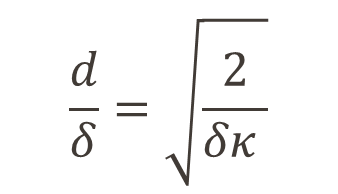 d/δ = √(2/(δκ))